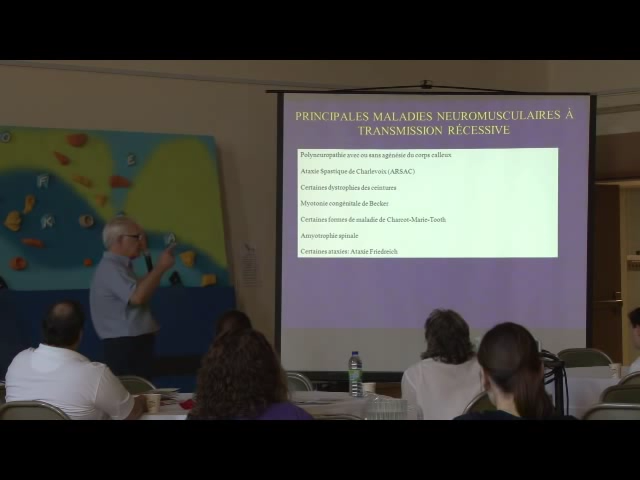 PRINCIPALES MALADIES NEUROMUSCULAIRES À
TRANSMISSION RÉCESSIVE
Polyneuropathie avec ou sans agénésie du corps calleux
Ataxie Spastique de Charlevoix (ARSAC)
Certaines dystrophies des ceintures
Myotonie congénitale de Becker
Certaines formes de maladie de Charcot-Marie-Tooth
Amyotrophie spinale
Certaines ataxies: Ataxie Friedreich